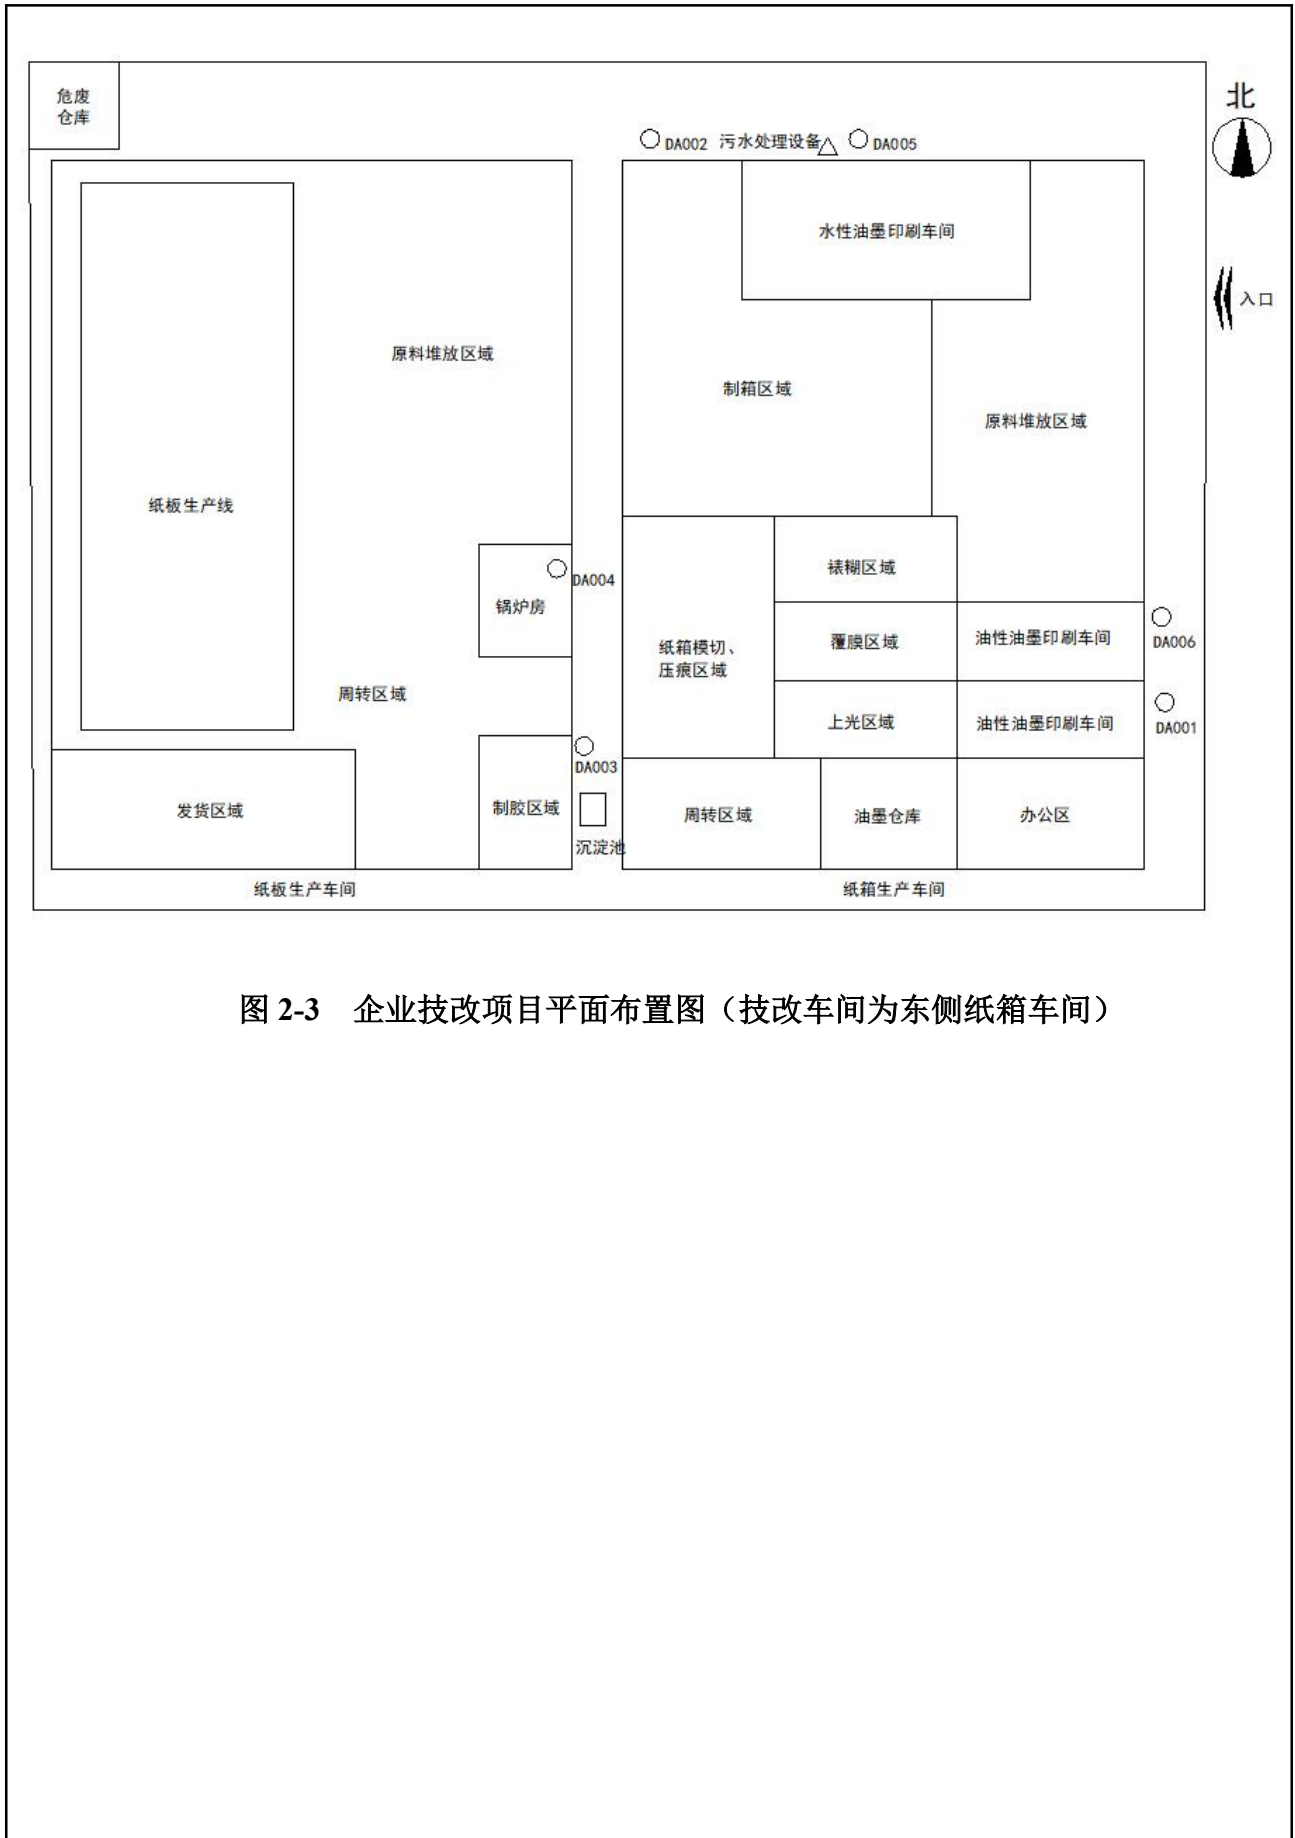 危废
仓库
北
DA002 污水处理设备 DA005
水性油墨印刷车间
入口
原料堆放区域
制箱区域
原料堆放区域
纸板生产线
裱糊区域
DA004
锅炉房
纸箱模切、
压痕区域
覆膜区域
油性油墨印刷车间
DA006
周转区域
上光区域
油性油墨印刷车间
DA001
DA003
发货区域
制胶区域
周转区域
油墨仓库
办公区
沉淀池
纸板生产车间
纸箱生产车间
图 2-3 企业技改项目平面布置图（技改车间为东侧纸箱车间）